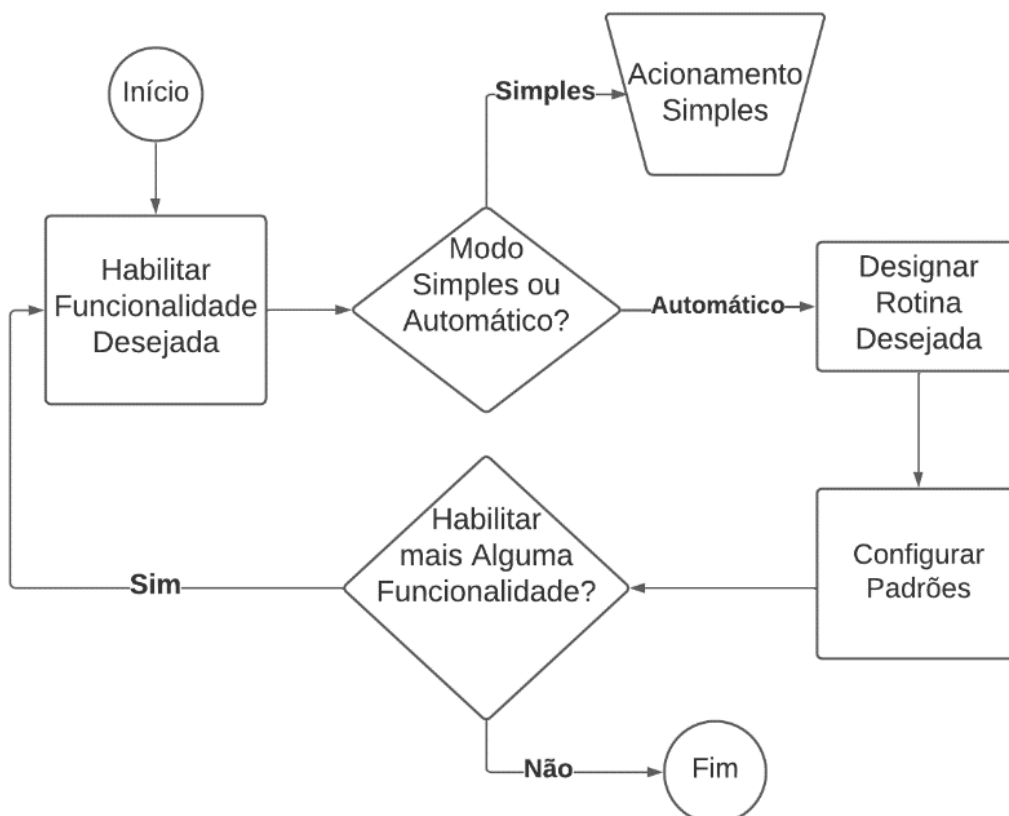 Início
Habilitar
Funcionalidade
Desejada
Modo
Simples ou
Automático?
Simples
Acionamento
Simples
Automático
Designar
Rotina
Desejada
Configurar
Padrões
Habilitar
mais Alguma
Funcionalidade?
Sim
Não
Fim